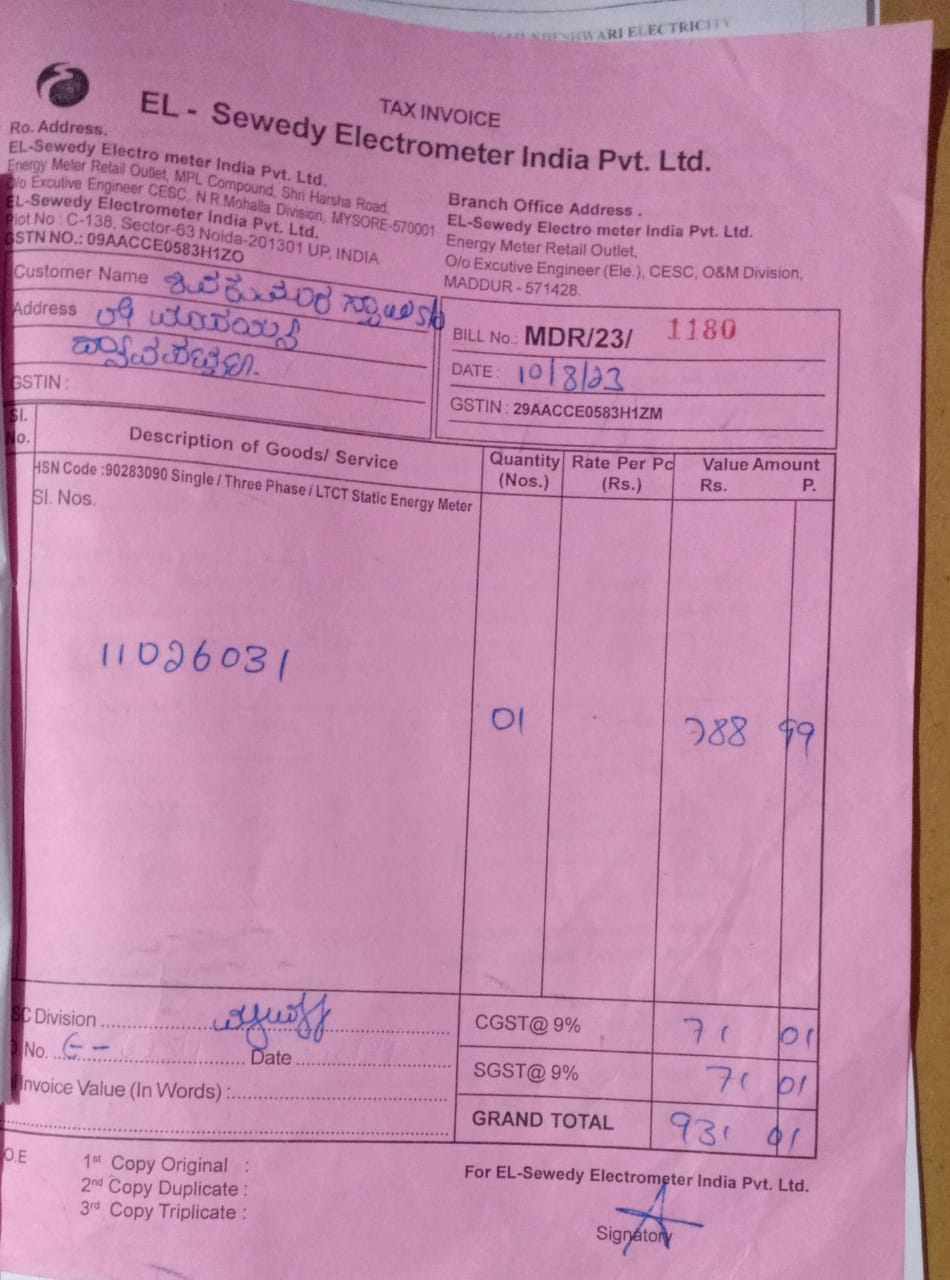 ESHWARI ELECTRICITY
TAX INVOICE
EL - Sewedy Electrometer India Pvt. Ltd.
Ro. Address.
EL-Sewedy Electro meter India Pvt. Ltd.
Energy Meter Retail Outlet, MPL Compound, Shri Harsha Road,
O/o Excutive Engineer CESC, N.R.Mohalla Division, MYSORE-570001
EL-Sewedy Electrometer India Pvt. Ltd.
Plot No : C-138, Sector-63 Noida-201301 UP, INDIA
GSTN NO.: 09AACCE0583H1ZO
Branch Office Address .
EL-Sewedy Electro meter India Pvt. Ltd.
Energy Meter Retail Outlet,
O/o Excutive Engineer (Ele.), CESC, O&M Division,
MADDUR - 571428.
Customer Name ಶಿವಕುಮಾರ ಸ್ವಾಮಿ S/o
Address
GSTIN :
BILL No.: MDR/23/ 1180
DATE : 10/8/23
GSTIN : 29AACCE0583H1ZM
Sl. No. Description of Goods/ Service Quantity (Nos.) Rate Per Pc (Rs.) Value Amount Rs. P.
HSN Code :90283090 Single / Three Phase / LTCT Static Energy Meter
Sl. Nos.
11026031 01 788 99
SC Division
CGST@ 9% 71 01
No. E- Date
SGST@ 9% 71 01
Invoice Value (In Words) :
GRAND TOTAL 931 01
O.E
1st Copy Original :
2nd Copy Duplicate :
3rd Copy Triplicate :
For EL-Sewedy Electrometer India Pvt. Ltd.
Signatory